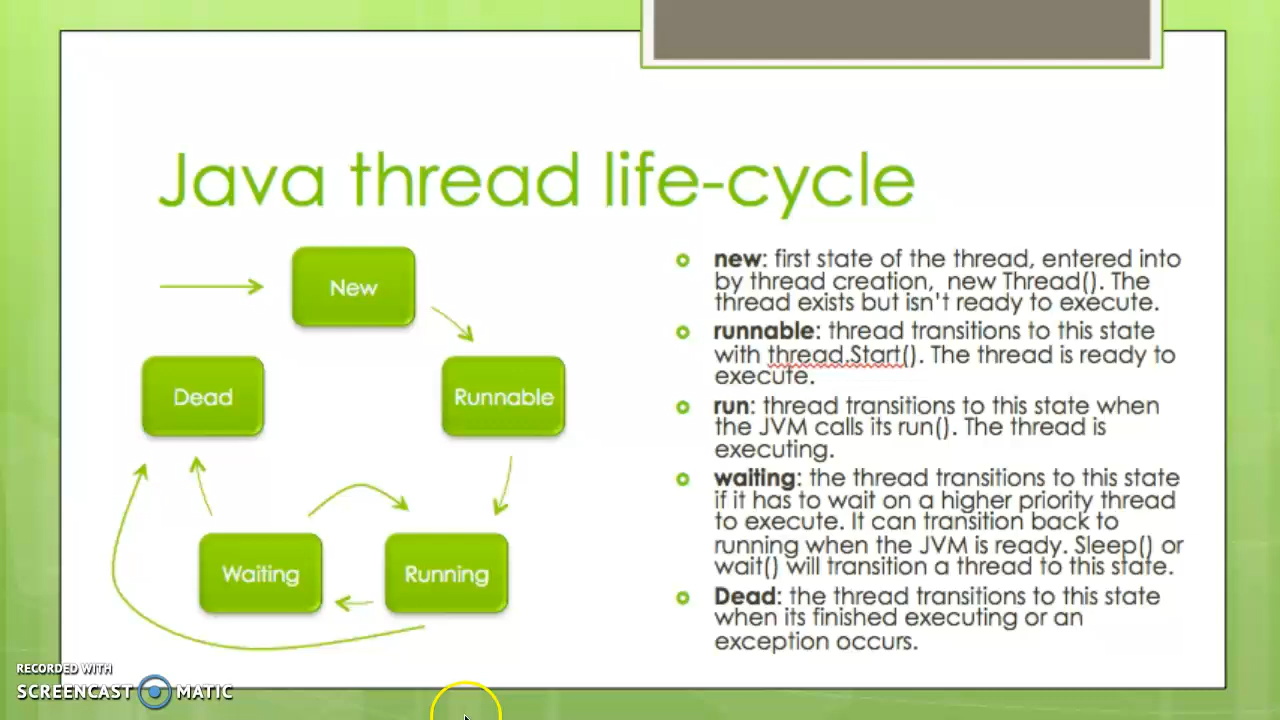 Java thread life-cycle
New
Dead
Runnable
Waiting
Running
new: first state of the thread, entered into
by thread creation, new Thread(). The
thread exists but isn't ready to execute.
runnable: thread transitions to this state
with thread.Start(). The thread is ready to
execute.
run: thread transitions to this state when
the JVM calls its run(). The thread is
executing.
waiting: the thread transitions to this state
if it has to wait on a higher priority thread
to execute. It can transition back to
running when the JVM is ready. Sleep() or
wait() will transition a thread to this state.
Dead: the thread transitions to this state
when its finished executing or an
exception occurs.
RECORDED WITH
SCREENCAST MATIC